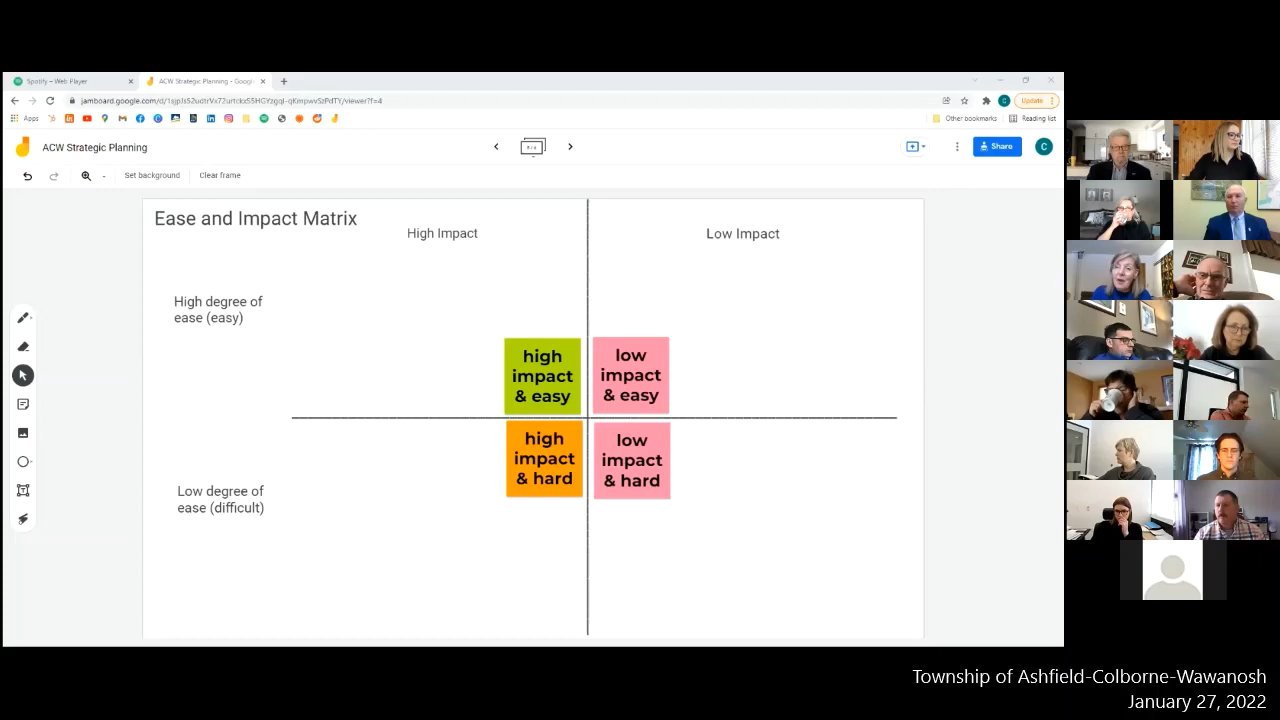 Spotify – Web Player
ACW Strategic Planning - Googl
Update
Apps
Other bookmarks
Reading list
ACW Strategic Planning
Share
C
Set background
Clear frame
Ease and Impact Matrix
High Impact
Low Impact
High degree of
ease (easy)
high
impact
& easy
low
impact
& easy
high
impact
& hard
low
impact
& hard
Low degree of
ease (difficult)
Township of Ashfield-Colborne-Wawanosh
January 27, 2022